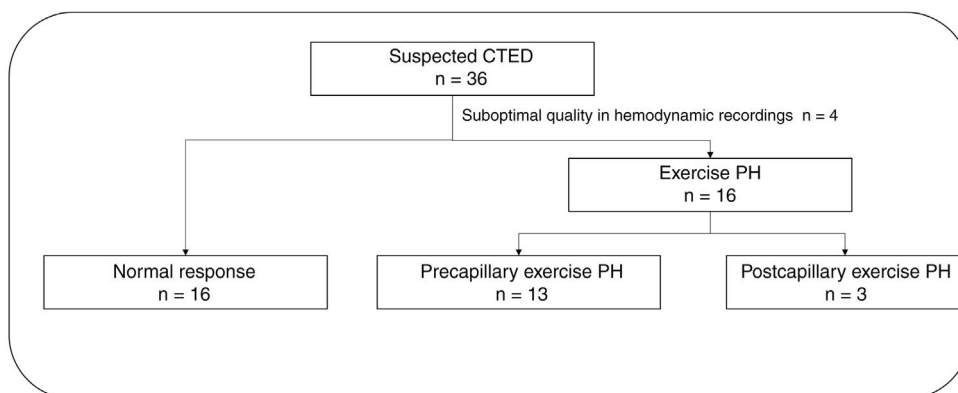 Suspected CTED
n = 36
Suboptimal quality in hemodynamic recordings n = 4
Exercise PH
n = 16
Normal response
n = 16
Precapillary exercise PH
n = 13
Postcapillary exercise PH
n = 3